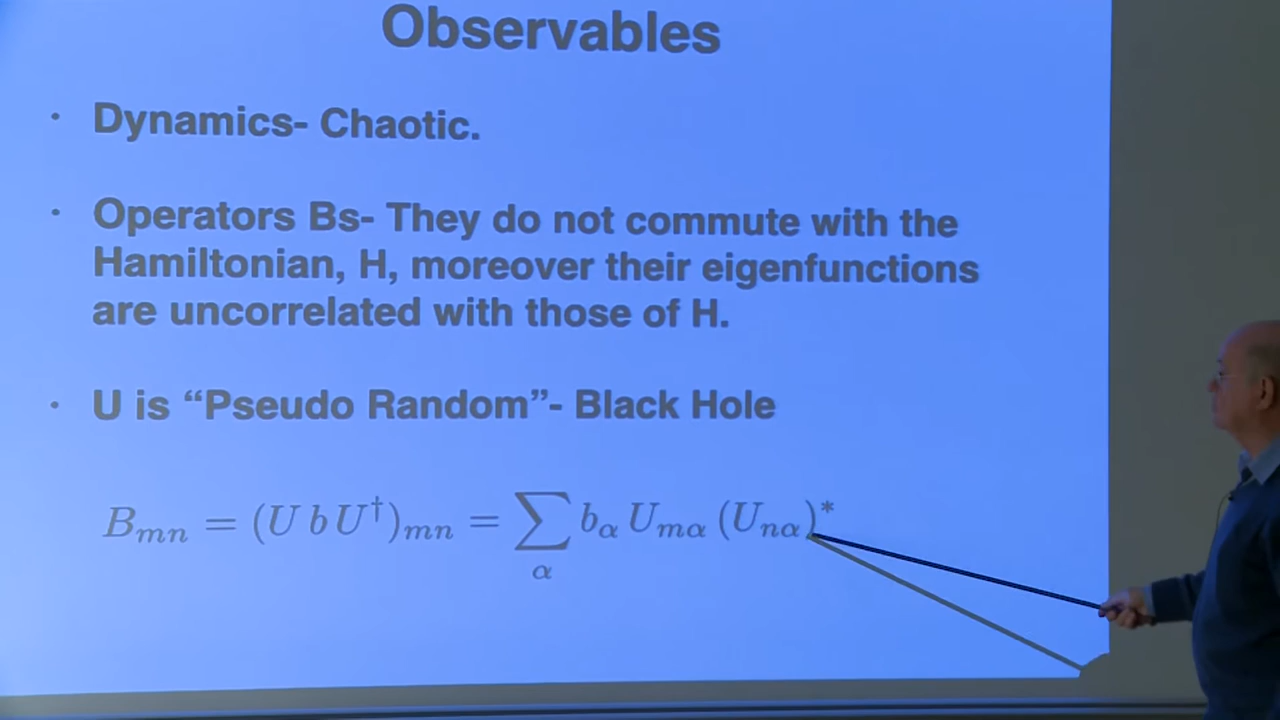 Observables
· Dynamics- Chaotic.
· Operators Bs- They do not commute with the
Hamiltonian, H, moreover their eigenfunctions
are uncorrelated with those of H.
· U is “Pseudo Random”- Black Hole
B_{mn} = (U b U^†)_{mn} = ∑_α b_α U_{mα} (U_{nα})^*